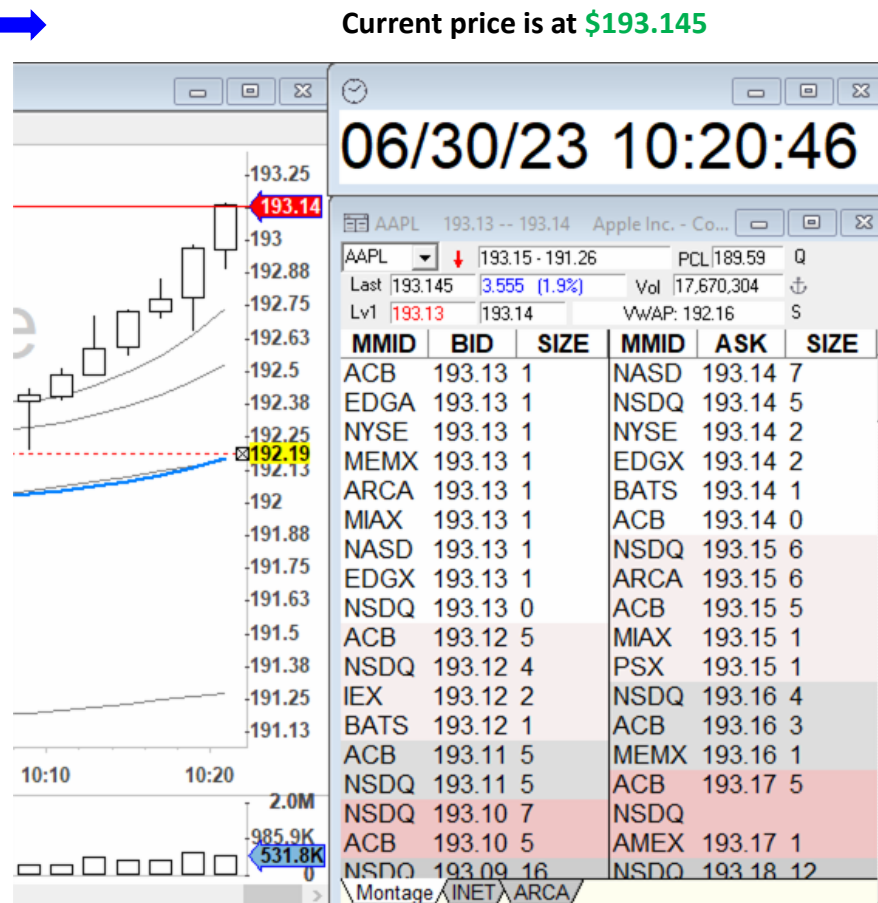 Current price is at $193.145
06/30/23 10:20:46
193.25
193.14
193
192.88
192.75
192.63
192.5
192.38
192.25
192.19
192.13
192
191.88
191.75
191.63
191.5
191.38
191.25
191.13
10:10 10:20
2.0M
985.9K
531.8K
0
e
AAPL 193.13 -- 193.14 Apple Inc. - Co...
AAPL 193.15 - 191.26 PCL 189.59 Q
Last 193.145 3.555 (1.9%) Vol 17,670,304
Lv1 193.13 193.14 VWAP: 192.16 S
MMID BID SIZE MMID ASK SIZE
ACB 193.13 1 NASD 193.14 7
EDGA 193.13 1 NSDQ 193.14 5
NYSE 193.13 1 NYSE 193.14 2
MEMX 193.13 1 EDGX 193.14 2
ARCA 193.13 1 BATS 193.14 1
MIAX 193.13 1 ACB 193.14 0
NASD 193.13 1 NSDQ 193.15 6
EDGX 193.13 1 ARCA 193.15 6
NSDQ 193.13 0 ACB 193.15 5
ACB 193.12 5 MIAX 193.15 1
NSDQ 193.12 4 PSX 193.15 1
IEX 193.12 2 NSDQ 193.16 4
BATS 193.12 1 ACB 193.16 3
ACB 193.11 5 MEMX 193.16 1
NSDQ 193.11 5 ACB 193.17 5
NSDQ 193.10 7 NSDQ
ACB 193.10 5 AMEX 193.17 1
NSDQ 193.09 16 NSDQ 193.18 12
Montage INET ARCA